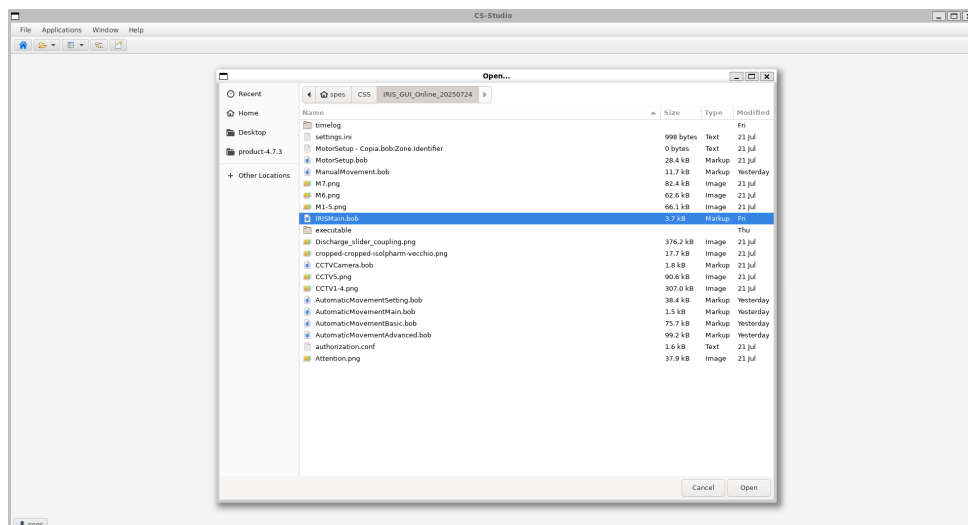 CS-Studio
File Applications Window Help
Open...
Recent
Home
Desktop
product-4.7.3
+ Other Locations
spes CSS IRIS_GUI_Online_20250724
Name Size Type Modified
timelog Fri
settings.ini 998 bytes Text 21 Jul
MotorSetup - Copia.bob:Zone.Identifier 0 bytes Text 21 Jul
MotorSetup.bob 28.4 kB Markup 21 Jul
ManualMovement.bob 11.7 kB Markup Yesterday
M7.png 82.4 kB Image 21 Jul
M6.png 62.6 kB Image 21 Jul
M1-5.png 66.1 kB Image 21 Jul
IRISMain.bob 3.7 kB Markup Fri
executable Thu
Discharge_slider_coupling.png 376.2 kB Image 21 Jul
cropped-cropped-isolpharm-vecchio.png 17.7 kB Image 21 Jul
CCTVCamera.bob 1.8 kB Markup 21 Jul
CCTV5.png 90.6 kB Image 21 Jul
CCTV1-4.png 307.0 kB Image 21 Jul
AutomaticMovementSetting.bob 38.4 kB Markup Yesterday
AutomaticMovementMain.bob 1.5 kB Markup Yesterday
AutomaticMovementBasic.bob 75.7 kB Markup Yesterday
AutomaticMovementAdvanced.bob 99.2 kB Markup Yesterday
authorization.conf 1.6 kB Text 21 Jul
Attention.png 37.9 kB Image 21 Jul
Cancel Open